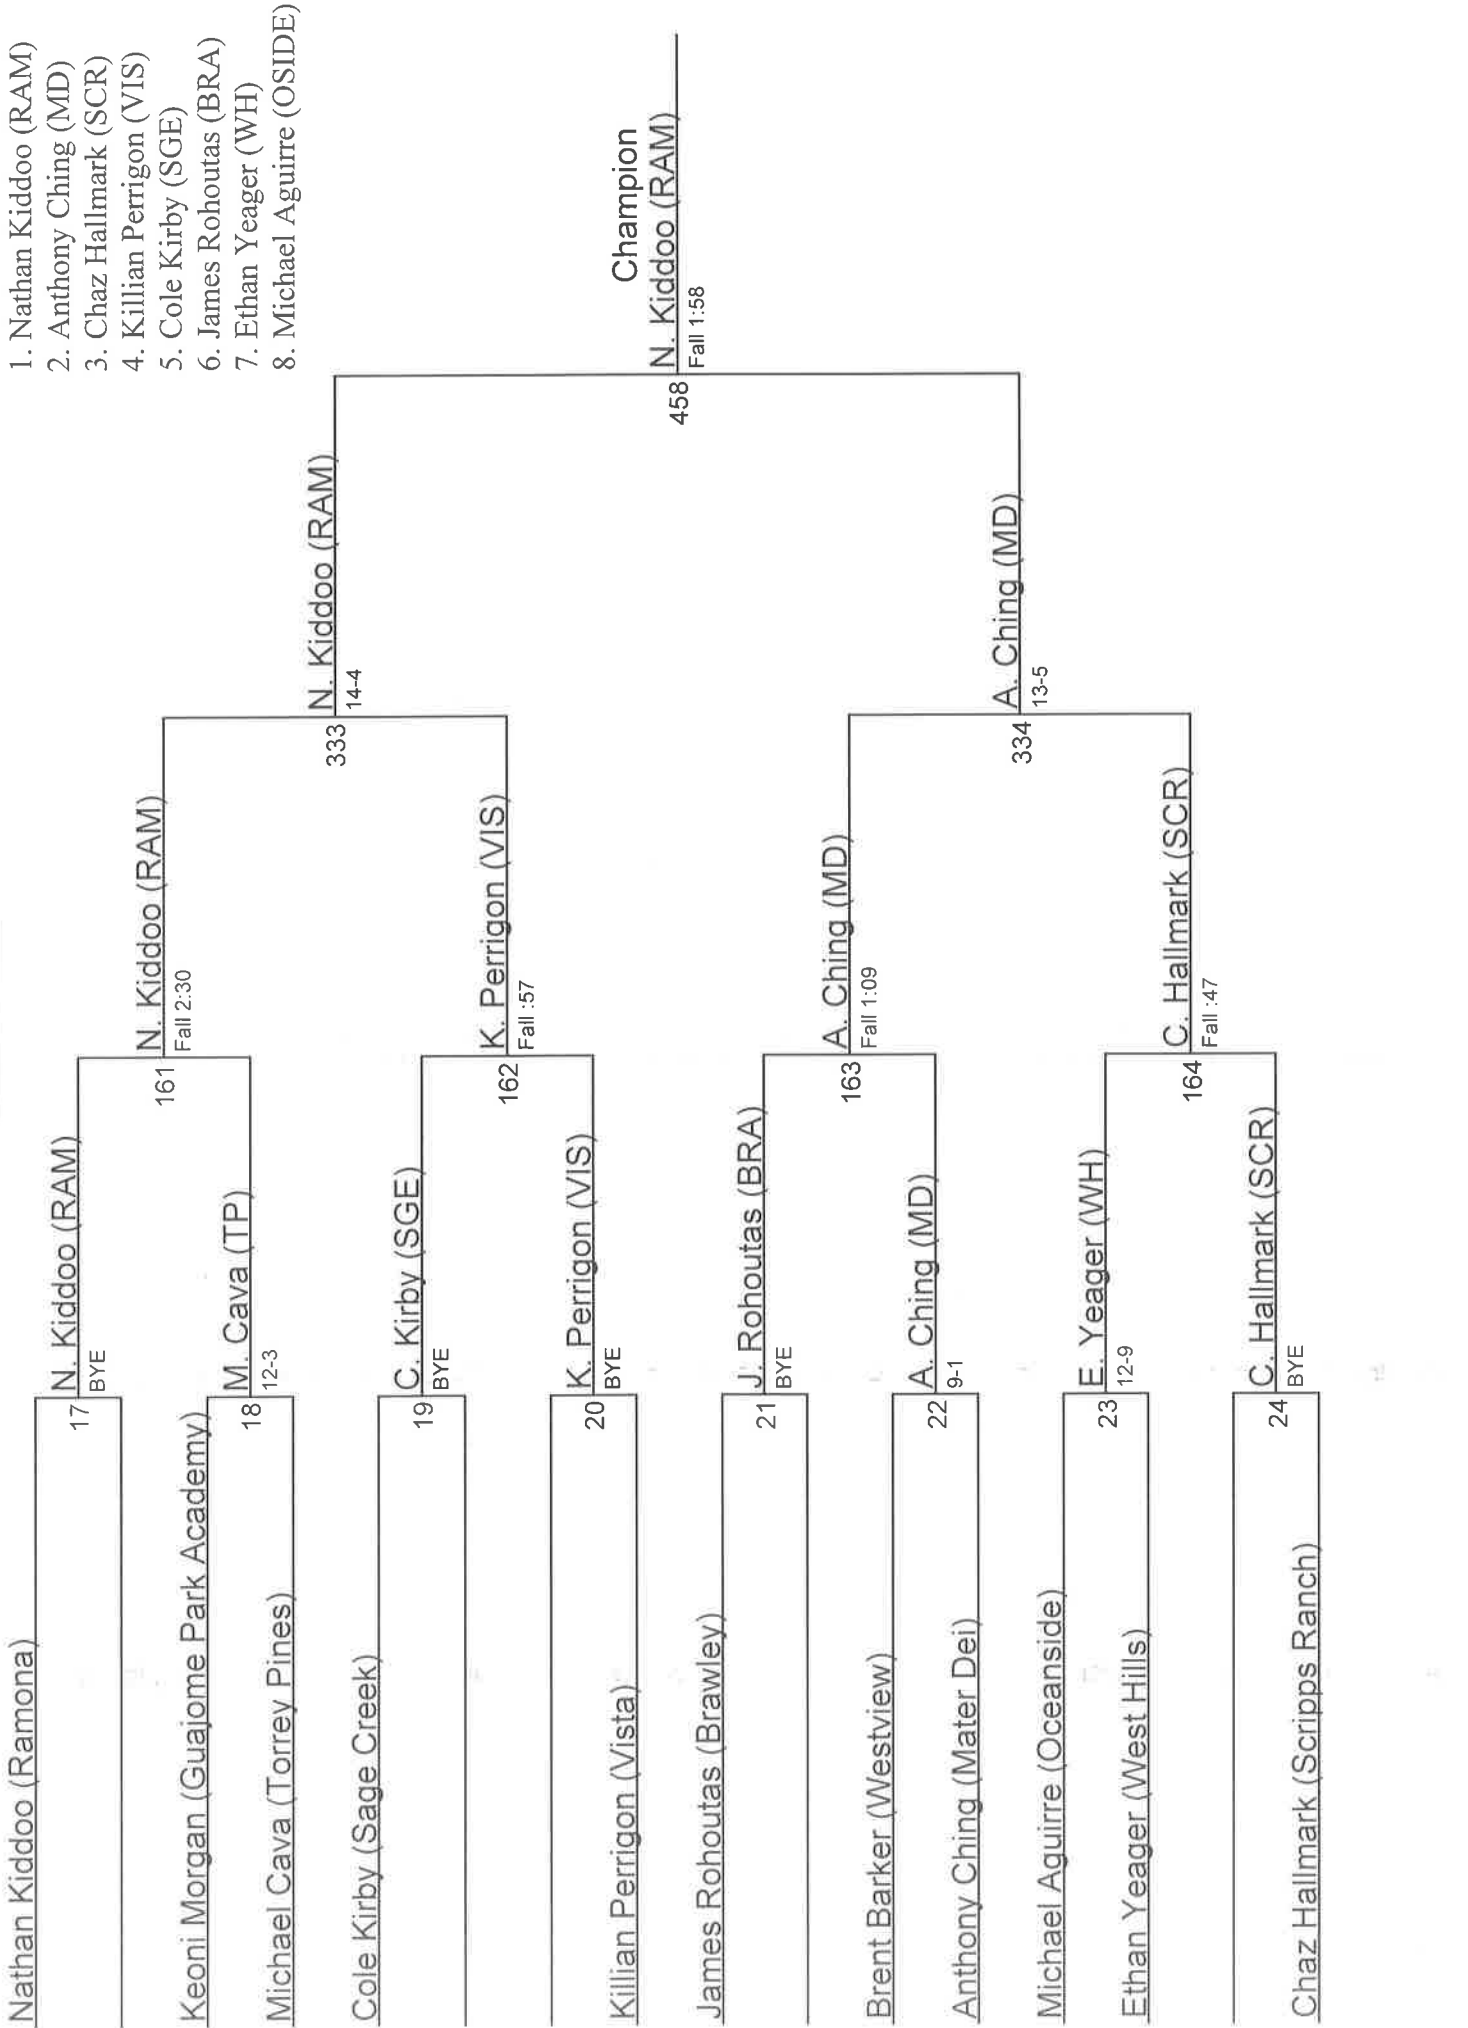 1. Nathan Kiddoo (RAM)
2. Anthony Ching (MD)
3. Chaz Hallmark (SCR)
4. Killian Perrigon (VIS)
5. Cole Kirby (SGE)
6. James Rohoutas (BRA)
7. Ethan Yeager (WH)
8. Michael Aguirre (OSIDE)
Nathan Kiddoo (Ramona)
Keoni Morgan (Guajome Park Academy)
Michael Cava (Torrey Pines)
Cole Kirby (Sage Creek)
Killian Perrigon (Vista)
James Rohoutas (Brawley)
Brent Barker (Westview)
Anthony Ching (Mater Dei)
Michael Aguirre (Oceanside)
Ethan Yeager (West Hills)
Chaz Hallmark (Scripps Ranch)
17
N. Kiddoo (RAM)
BYE
18
M. Cava (TP)
12-3
19
C. Kirby (SGE)
BYE
20
K. Perrigon (VIS)
BYE
21
J. Rohoutas (BRA)
BYE
22
A. Ching (MD)
9-1
23
E. Yeager (WH)
12-9
24
C. Hallmark (SCR)
BYE
161
N. Kiddoo (RAM)
Fall 2:30
162
K. Perrigon (VIS)
Fall :57
163
A. Ching (MD)
Fall 1:09
164
C. Hallmark (SCR)
Fall :47
333
N. Kiddoo (RAM)
14-4
334
A. Ching (MD)
13-5
458
Champion
N. Kiddoo (RAM)
Fall 1:58